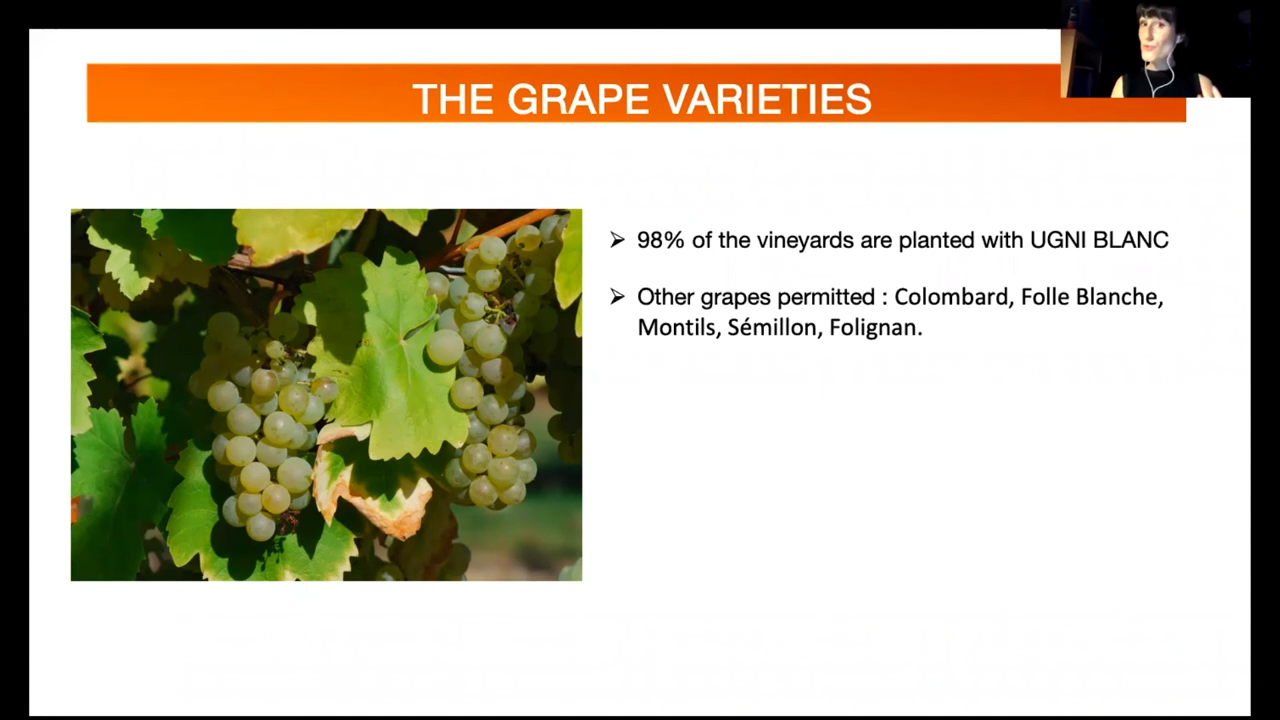 THE GRAPE VARIETIES
➢ 98% of the vineyards are planted with UGNI BLANC
➢ Other grapes permitted : Colombard, Folle Blanche,
Montils, Sémillon, Folignan.